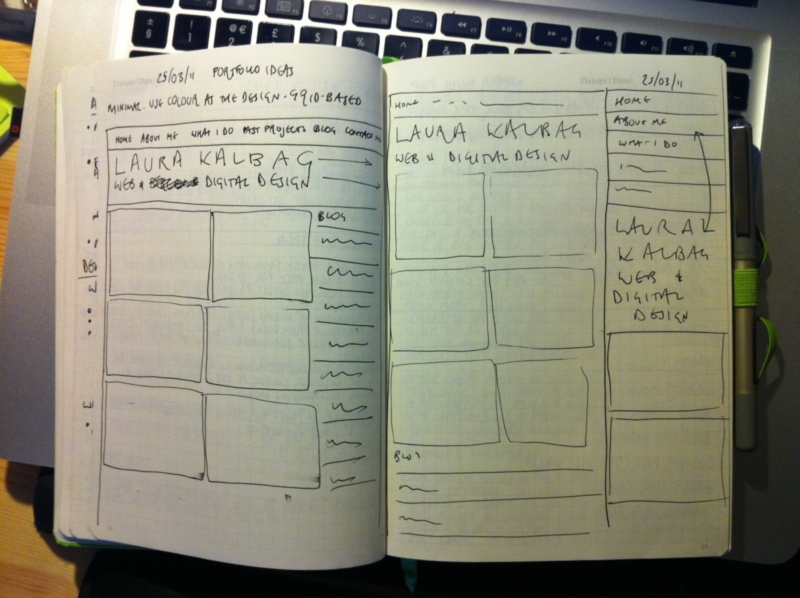 25/03/11 PORTFOLIO IDEAS
MINIMAL. USE COLOUR AS THE DESIGN. GRID-BASED
HOME ABOUT ME WHAT I DO PAST PROJECTS BLOG CONTACT ME
LAURA KALBAG
WEB & DIGITAL DESIGN
BLOG
25/03/11
HOME
LAURA KALBAG
WEB & DIGITAL DESIGN
BLOG
HOME
ABOUT ME
WHAT I DO
LAURA
KALBAG
WEB &
DIGITAL
DESIGN